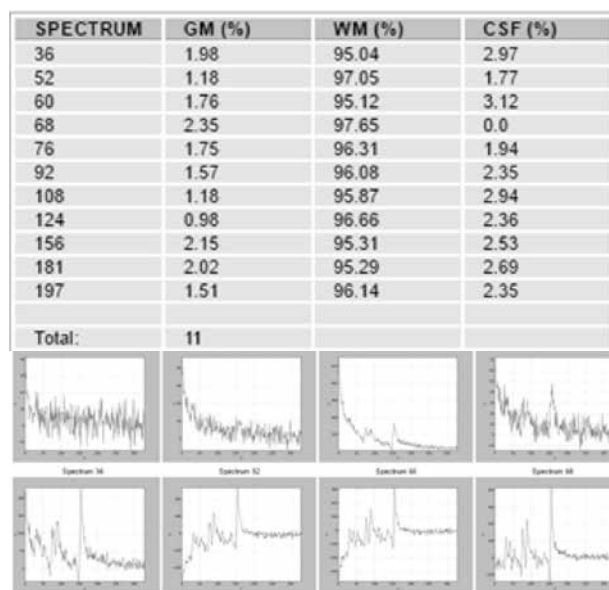 SPECTRUM GM (%) WM (%) CSF (%)
36 1.98 95.04 2.97
52 1.18 97.05 1.77
60 1.76 95.12 3.12
68 2.35 97.65 0.0
76 1.75 96.31 1.94
92 1.57 96.08 2.35
108 1.18 95.87 2.94
124 0.98 96.66 2.36
156 2.15 95.31 2.53
181 2.02 95.29 2.69
197 1.51 96.14 2.35
Total: 11
Spectrum Spectrum 52 Spectrum Spectrum 68